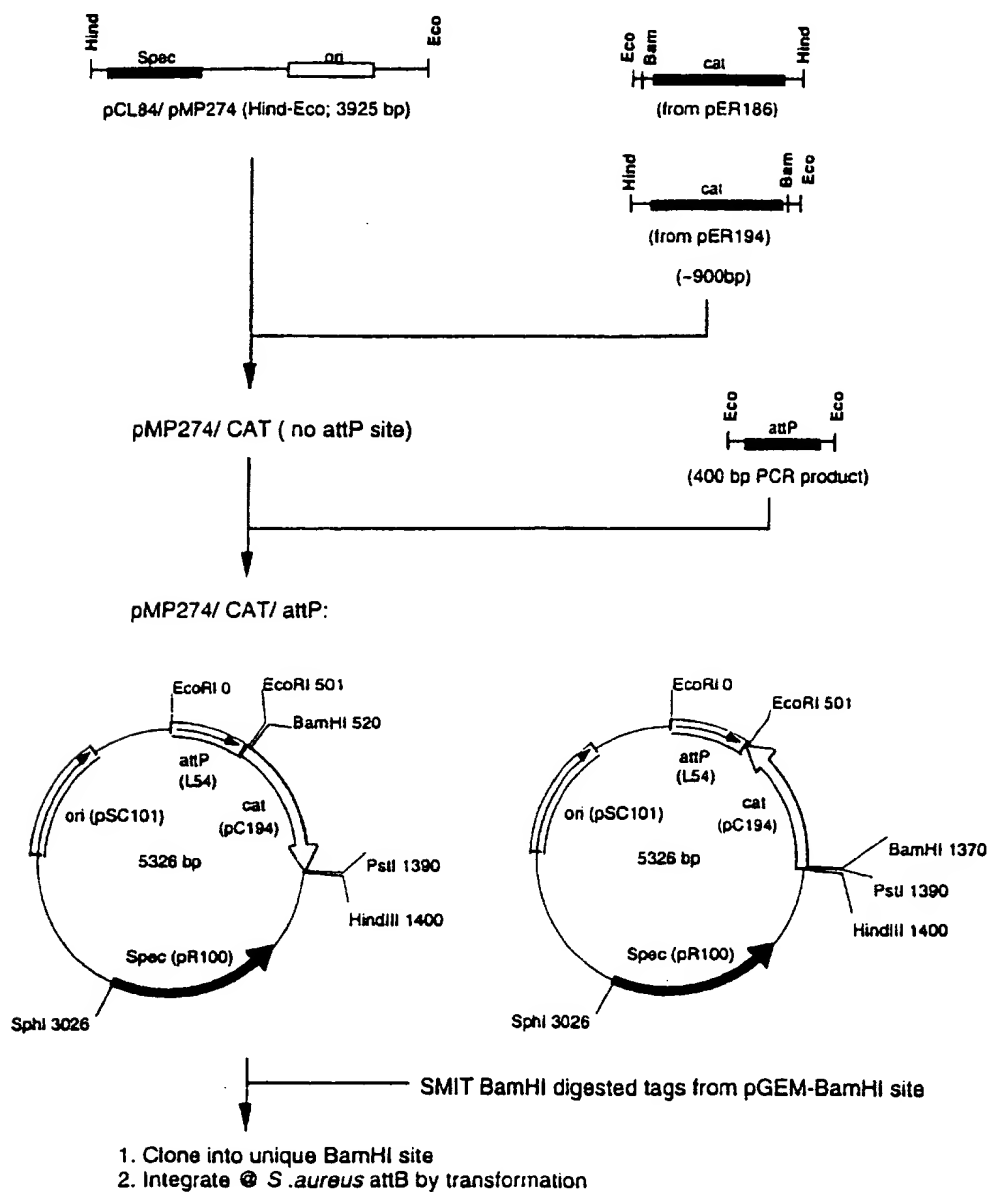 Hind
Spec
ori
Eco
pCL84/ pMP274 (Hind-Eco; 3925 bp)
Eco
Bam
cat
Hind
(from pER186)
Hind
cat
Bam
Eco
(from pER194)
(~900bp)
pMP274/ CAT ( no attP site)
Eco
attP
Eco
(400 bp PCR product)
pMP274/ CAT/ attP:
EcoRI 0
EcoRI 501
BamHI 520
attP
(L54)
ori (pSC101)
cat
(pC194)
5326 bp
PstI 1390
HindIII 1400
Spec (pR100)
SphI 3026
EcoRI 0
EcoRI 501
attP
(L54)
ori (pSC101)
cat
(pC194)
5326 bp
BamHI 1370
PstI 1390
HindIII 1400
Spec (pR100)
SphI 3026
SMIT BamHI digested tags from pGEM-BamHI site
1. Clone into unique BamHI site
2. Integrate @ S .aureus attB by transformation